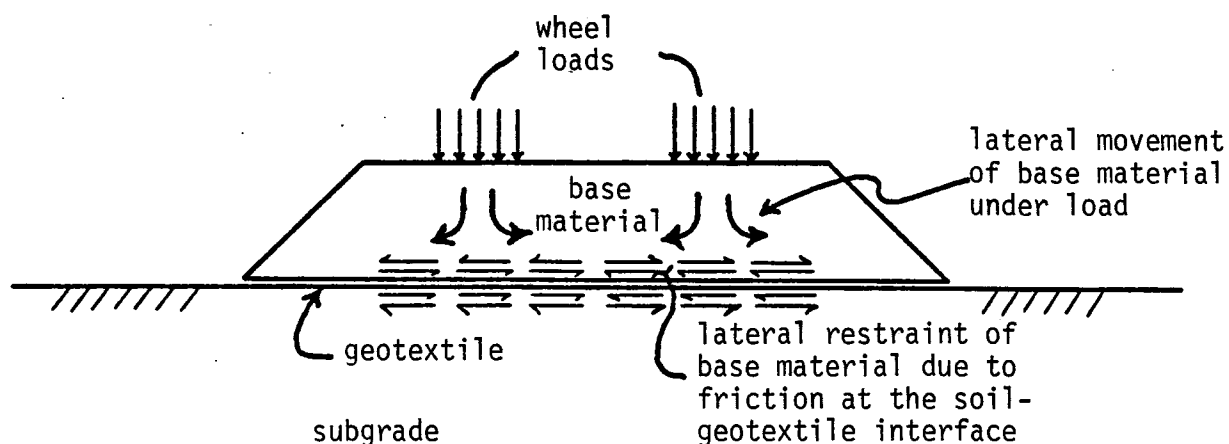 wheel
loads
lateral movement
of base material
under load
base
material
geotextile
lateral restraint of
base material due to
friction at the soil-
geotextile interface
subgrade